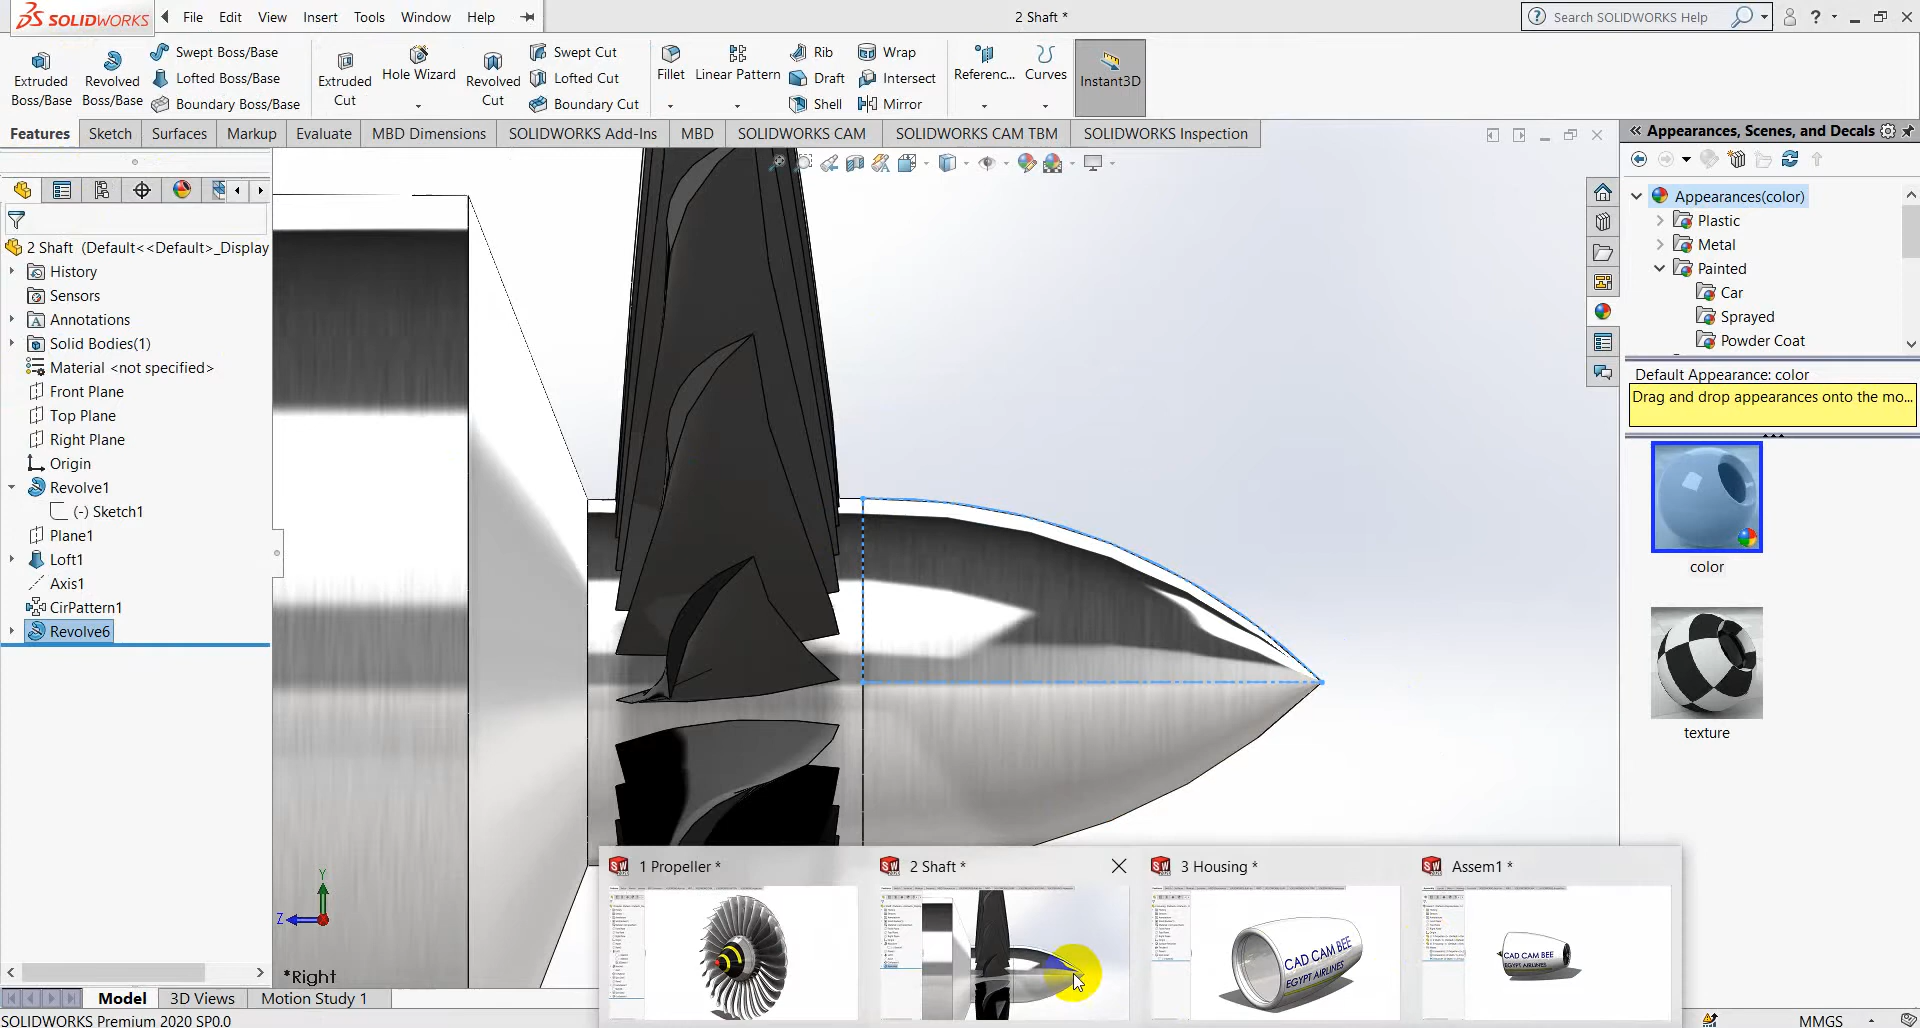 SOLIDWORKS
File Edit View Insert Tools Window Help
2 Shaft *
Search SOLIDWORKS Help
Extruded Boss/Base
Revolved Boss/Base
Swept Boss/Base
Lofted Boss/Base
Boundary Boss/Base
Extruded Cut
Hole Wizard
Revolved Cut
Swept Cut
Lofted Cut
Boundary Cut
Fillet
Linear Pattern
Rib
Draft
Shell
Wrap
Intersect
Mirror
Referenc...
Curves
Instant3D
Features Sketch Surfaces Markup Evaluate MBD Dimensions SOLIDWORKS Add-Ins MBD SOLIDWORKS CAM SOLIDWORKS CAM TBM SOLIDWORKS Inspection
2 Shaft (Default<<Default>_Display
History
Sensors
Annotations
Solid Bodies(1)
Material <not specified>
Front Plane
Top Plane
Right Plane
Origin
Revolve1
(-) Sketch1
Plane1
Loft1
Axis1
CirPattern1
Revolve6
Y
Z
*Right
Appearances, Scenes, and Decals
Appearances(color)
Plastic
Metal
Painted
Car
Sprayed
Powder Coat
Default Appearance: color
Drag and drop appearances onto the mo...
color
texture
1 Propeller *
2 Shaft *
3 Housing *
Assem1 *
CAD CAM BEE
EGYPT AIRLINES
CAD CAM BEE
EGYPT AIRLINES
Model 3D Views Motion Study 1
SOLIDWORKS Premium 2020 SP0.0
MMGS